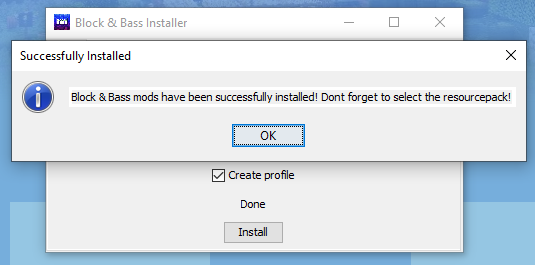 Block & Bass Installer
Successfully Installed
Block & Bass mods have been successfully installed! Dont forget to select the resourcepack!
OK
Create profile
Done
Install